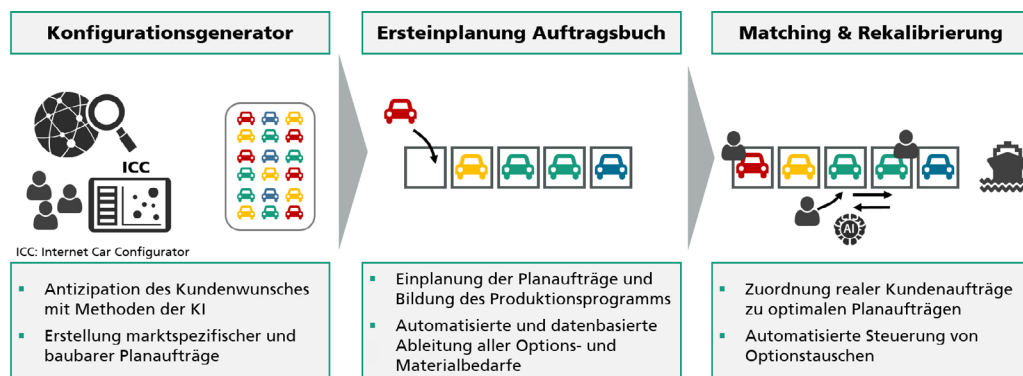 Konfigurationsgenerator
ICC
ICC: Internet Car Configurator
Antizipation des Kundenwunsches
mit Methoden der KI
Erstellung marktspezifischer und
baubarer Planaufträge
Ersteinplanung Auftragsbuch
Einplanung der Planaufträge und
Bildung des Produktionsprogramms
Automatisierte und datenbasierte
Ableitung aller Options- und
Materialbedarfe
Matching & Rekalibrierung
AI
Zuordnung realer Kundenaufträge
zu optimalen Planaufträgen
Automatisierte Steuerung von
Optionstauschen